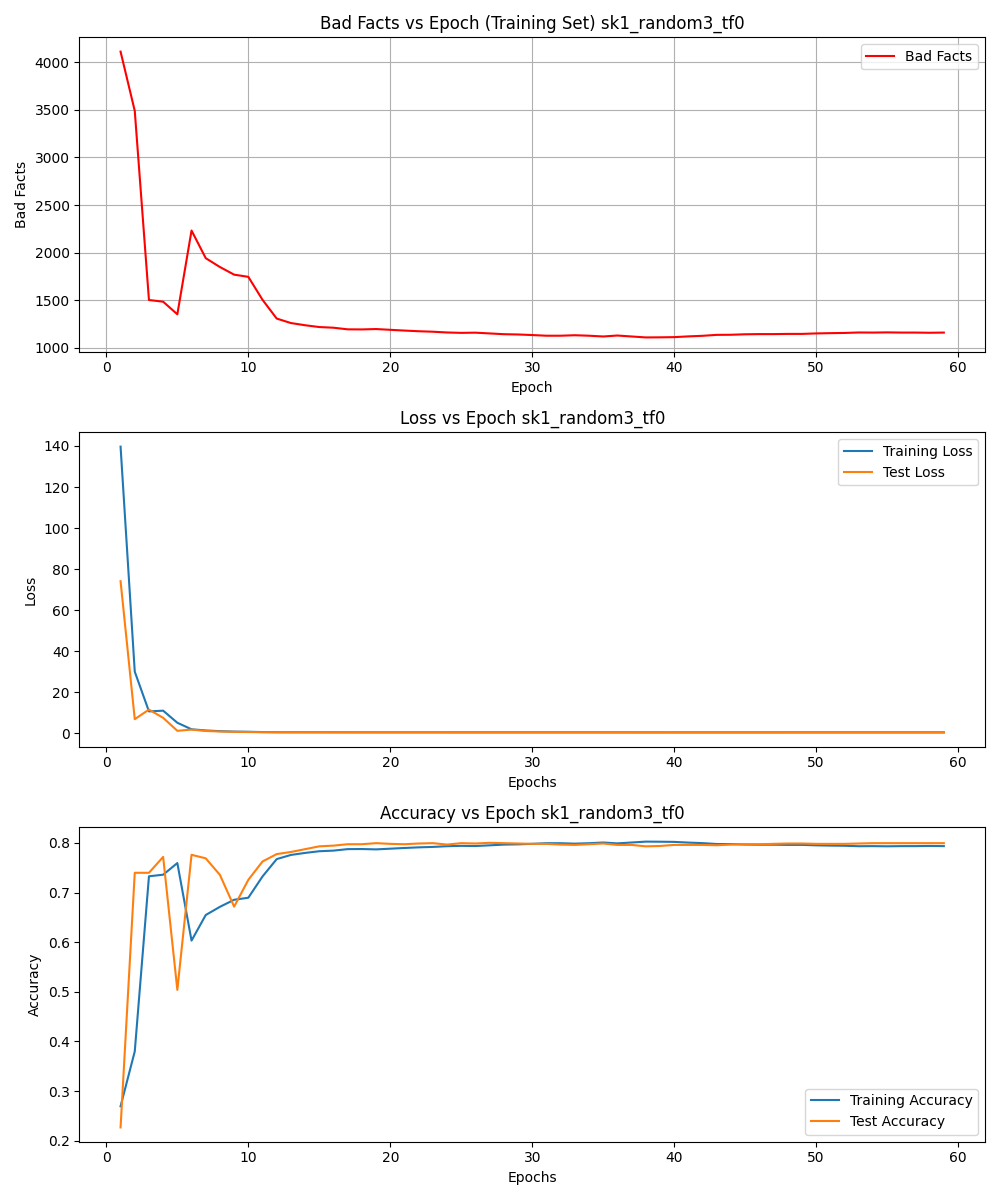 Bad Facts vs Epoch (Training Set) sk1_random3_tf0
Bad Facts
4000
3500
3000
2500
2000
1500
1000
Bad Facts
0 10 20 30 40 50 60
Epoch
Loss vs Epoch sk1_random3_tf0
Training Loss
Test Loss
140
120
100
80
60
40
20
0
Loss
0 10 20 30 40 50 60
Epochs
Accuracy vs Epoch sk1_random3_tf0
0.8
0.7
0.6
0.5
0.4
0.3
0.2
Accuracy
Training Accuracy
Test Accuracy
0 10 20 30 40 50 60
Epochs